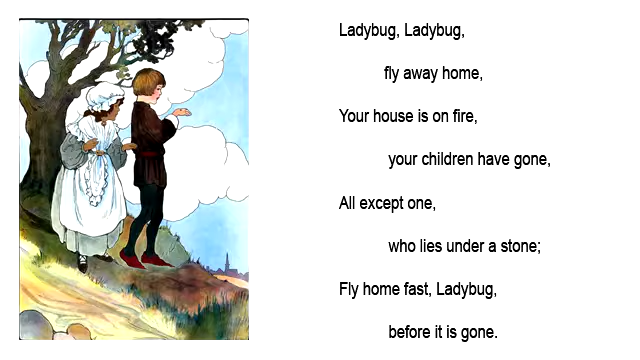 Ladybug, Ladybug,
fly away home,
Your house is on fire,
your children have gone,
All except one,
who lies under a stone;
Fly home fast, Ladybug,
before it is gone.